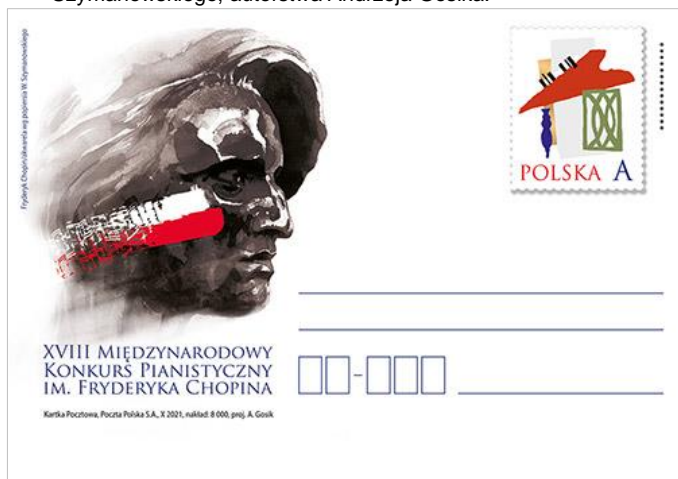 Szymanowskiego, autorstwa Andrzeja Gosika.
Fryderyk Chopin/akwarela wg popiersia W. Szymanowskiego
POLSKA A
XVIII MIĘDZYNARODOWY
KONKURS PIANISTYCZNY
IM. FRYDERYKA CHOPINA
Kartka Pocztowa, Poczta Polska S.A., X 2021, nakład: 8 000, proj. A. Gosik